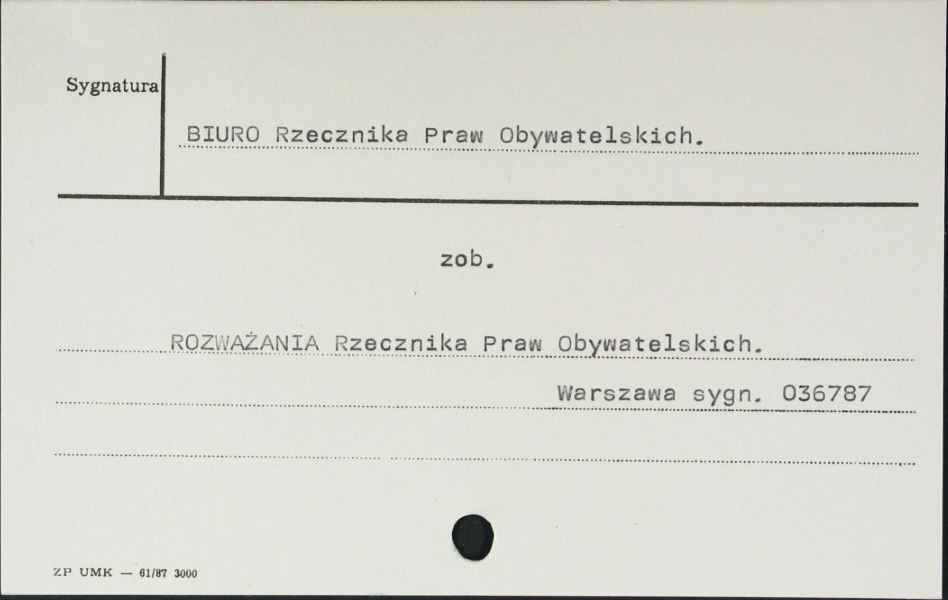 Sygnatura
BIURO Rzecznika Praw Obywatelskich.
zob.
ROZWAŻANIA Rzecznika Praw Obywatelskich.
Warszawa sygn. 036787
ZP UMK — 61/87 3000